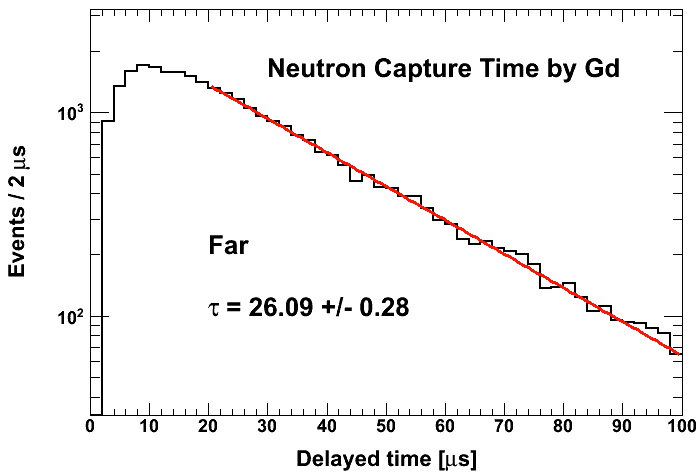 Neutron Capture Time by Gd
Events / 2 μs
10³
10²
Far
τ = 26.09 +/- 0.28
0 10 20 30 40 50 60 70 80 90 100
Delayed time [μs]